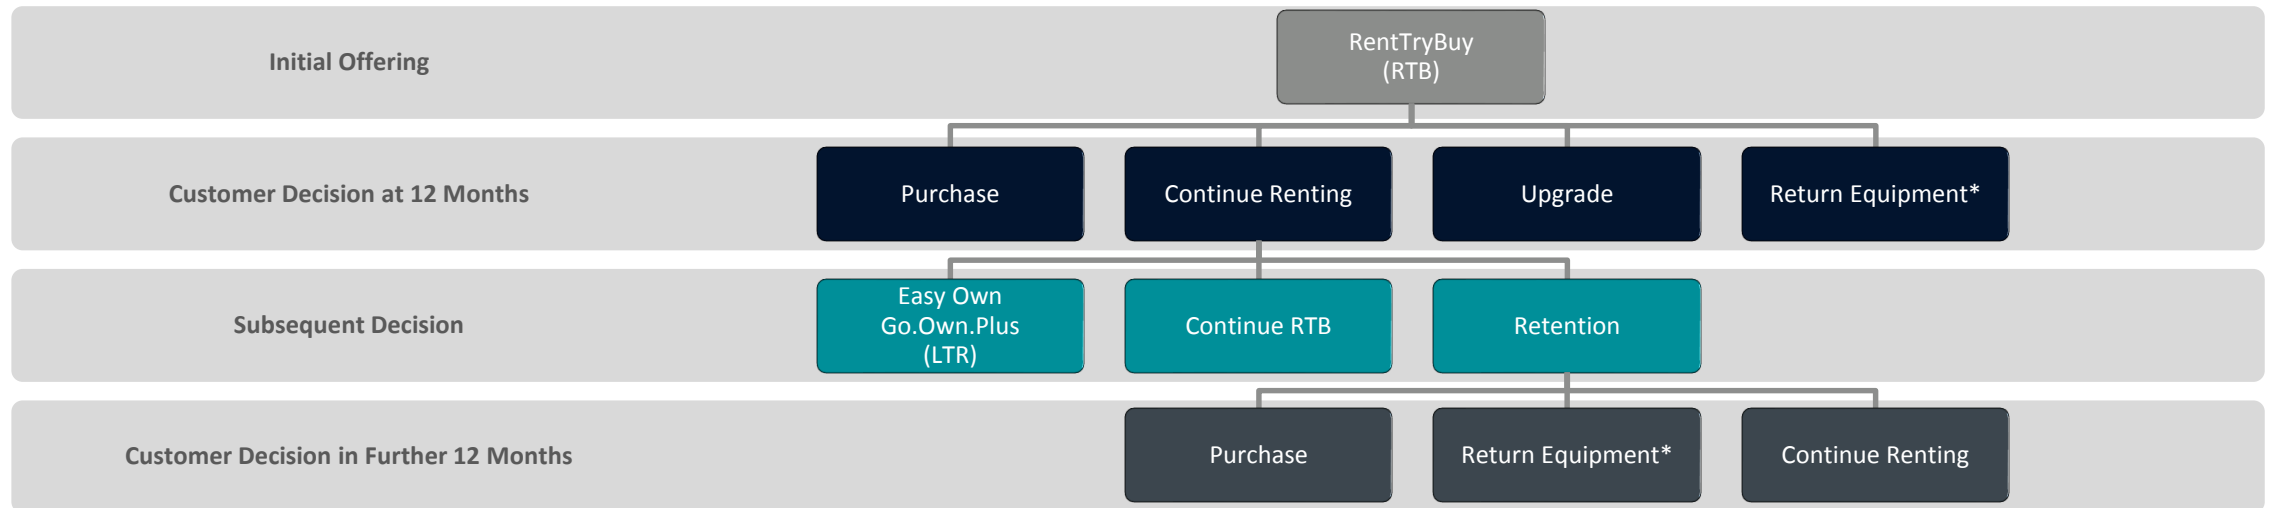 Initial Offering
RentTryBuy
(RTB)
Customer Decision at 12 Months
Purchase
Continue Renting
Upgrade
Return Equipment*
Subsequent Decision
Easy Own
Go.Own.Plus
(LTR)
Continue RTB
Retention
Customer Decision in Further 12 Months
Purchase
Return Equipment*
Continue Renting